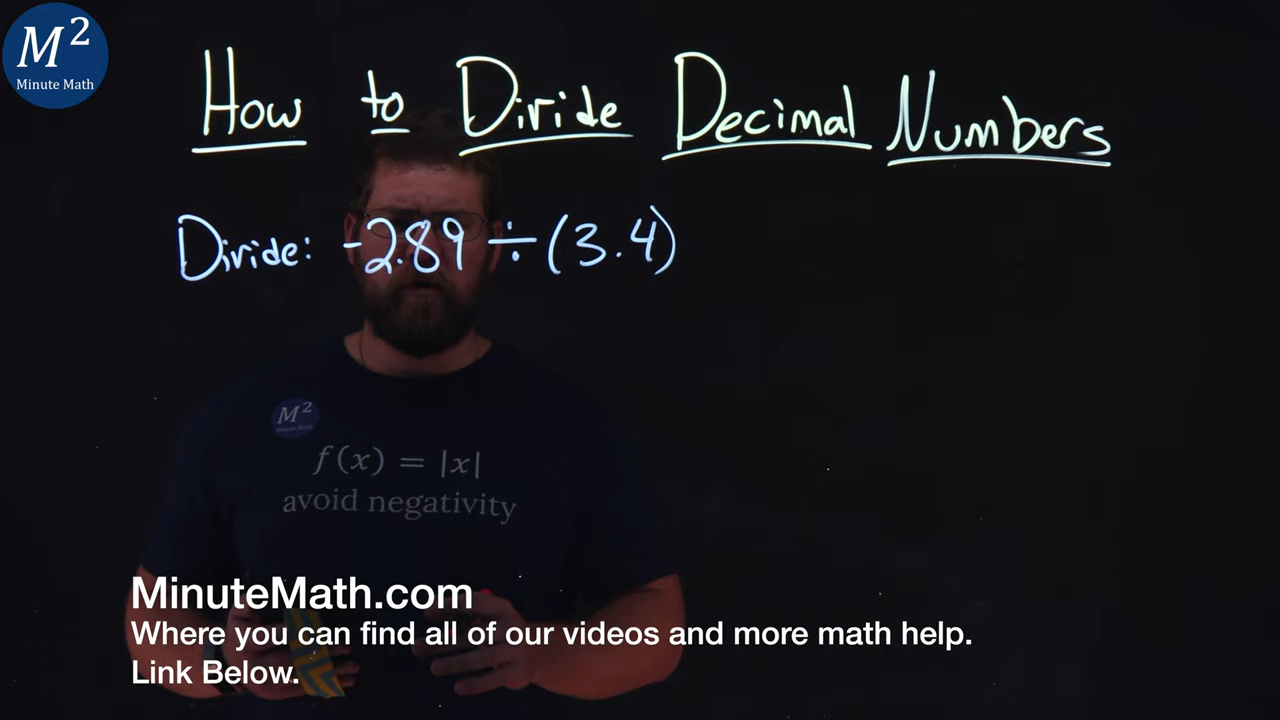 M²
Minute Math
How to Divide Decimal Numbers
Divide: -2.89 ÷ (3.4)
M²
Minute Math
f(x) = |x|
avoid negativity
MinuteMath.com
Where you can find all of our videos and more math help.
Link Below.